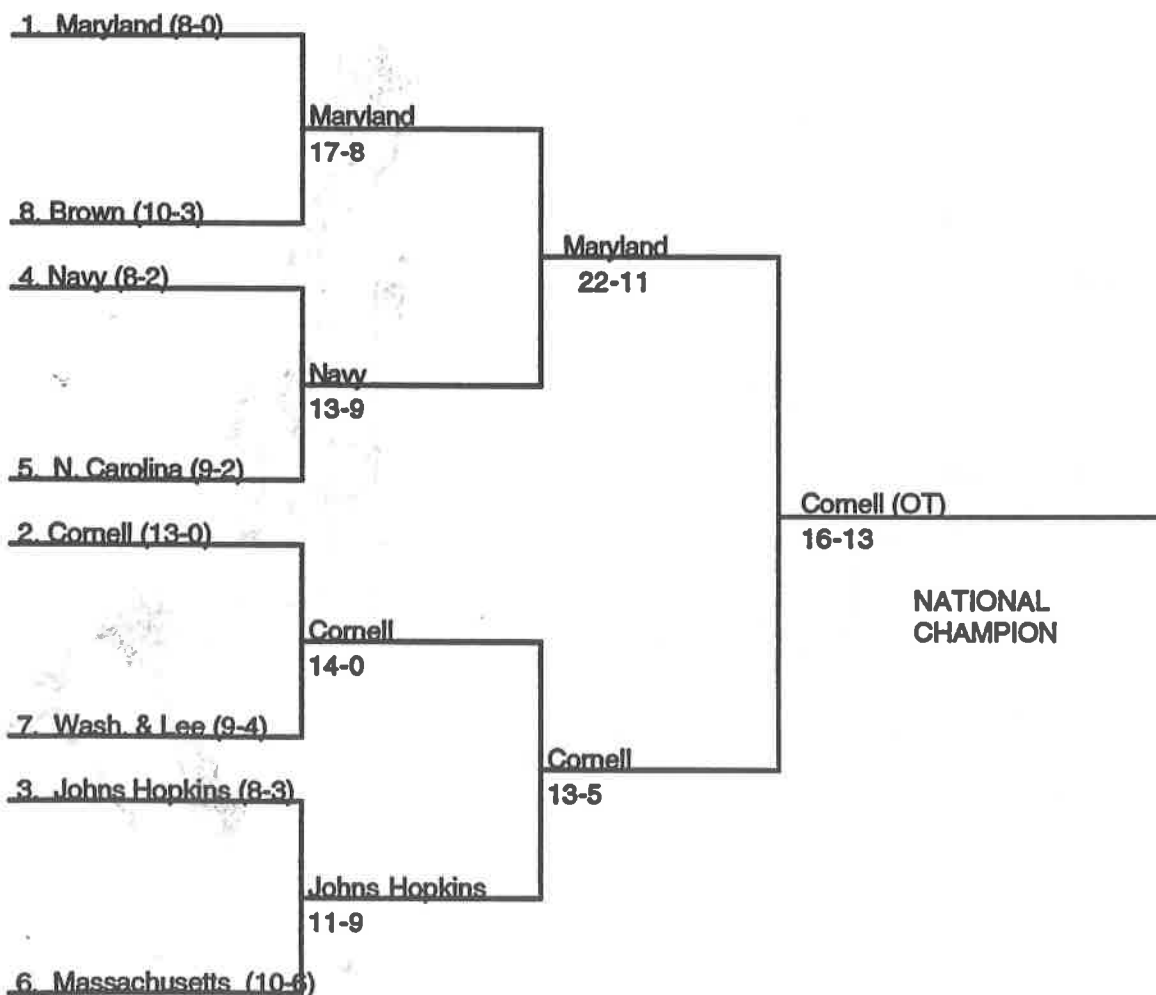 1. Maryland (8-0)
Maryland
17-8
8. Brown (10-3)
Maryland
22-11
4. Navy (8-2)
Navy
13-9
5. N. Carolina (9-2)
Cornell (OT)
16-13
2. Cornell (13-0)
NATIONAL
CHAMPION
Cornell
14-0
7. Wash. & Lee (9-4)
Cornell
13-5
3. Johns Hopkins (8-3)
Johns Hopkins
11-9
6. Massachusetts (10-6)